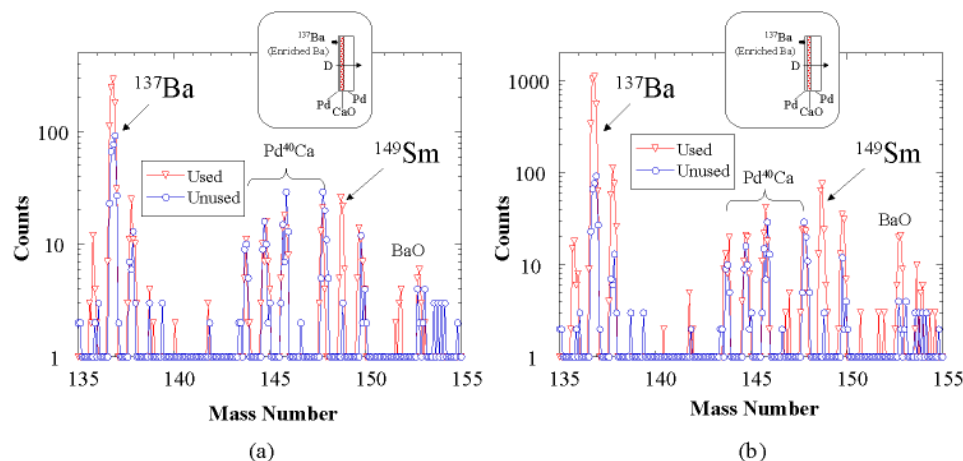 ¹³⁷Ba
(Enriched Ba)
D
Pd Pd
CaO
¹³⁷Ba
Pd⁴⁰Ca
¹⁴⁹Sm
Used
Unused
BaO
Counts
100
10
1
135 140 145 150 155
Mass Number
(a)
¹³⁷Ba
(Enriched Ba)
D
Pd Pd
CaO
¹³⁷Ba
Pd⁴⁰Ca
¹⁴⁹Sm
Used
Unused
BaO
Counts
1000
100
10
1
135 140 145 150 155
Mass Number
(b)